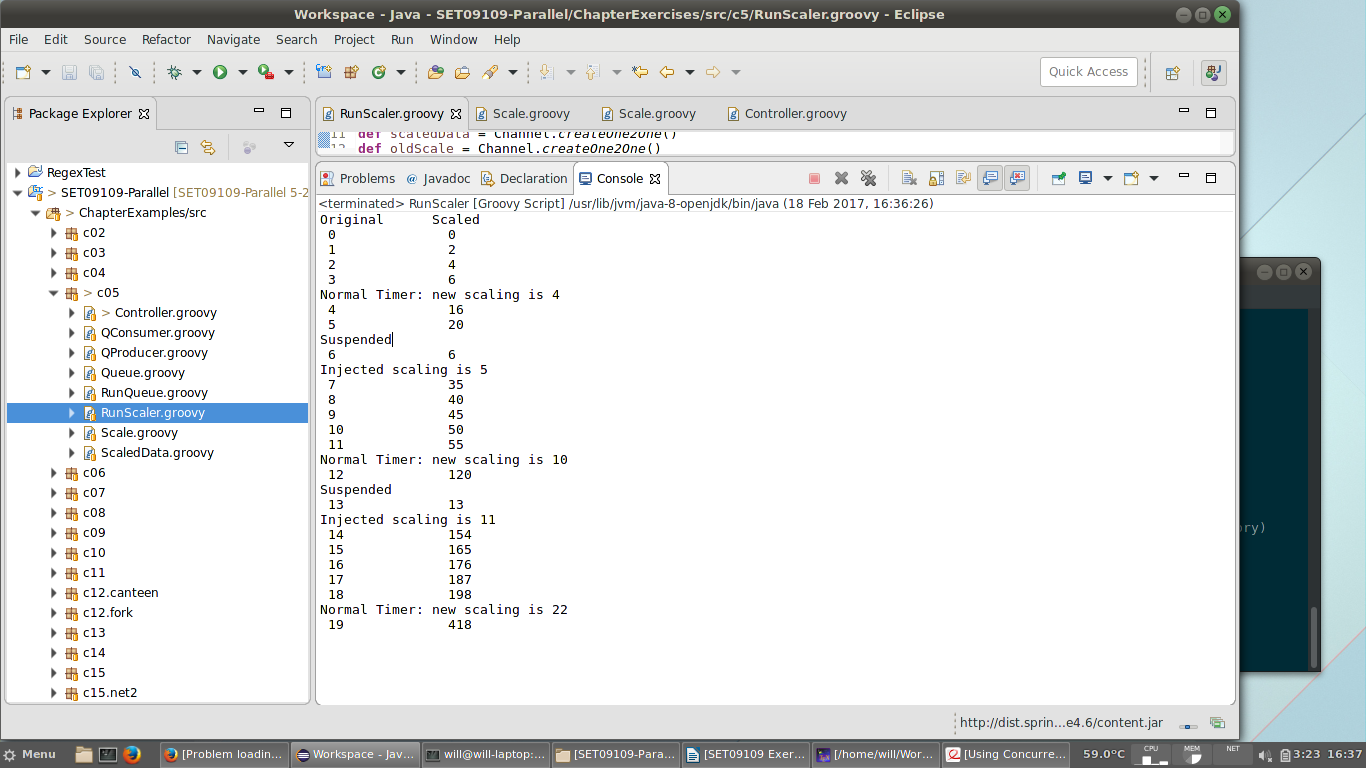 Workspace - Java - SET09109-Parallel/ChapterExercises/src/c5/RunScaler.groovy - Eclipse
File Edit Source Refactor Navigate Search Project Run Window Help
Quick Access
Package Explorer
RunScaler.groovy Scale.groovy Scale.groovy Controller.groovy
11 def scaledData = Channel.createOne2One()
12 def oldScale = Channel.createOne2One()
RegexTest
> SET09109-Parallel [SET09109-Parallel 5-2
> ChapterExamples/src
c02
c03
c04
> c05
> Controller.groovy
QConsumer.groovy
QProducer.groovy
Queue.groovy
RunQueue.groovy
RunScaler.groovy
Scale.groovy
ScaledData.groovy
c06
c07
c08
c09
c10
c11
c12.canteen
c12.fork
c13
c14
c15
c15.net2
Problems @ Javadoc Declaration Console
<terminated> RunScaler [Groovy Script] /usr/lib/jvm/java-8-openjdk/bin/java (18 Feb 2017, 16:36:26)
Original Scaled
0 0
1 2
2 4
3 6
Normal Timer: new scaling is 4
4 16
5 20
Suspended
6 6
Injected scaling is 5
7 35
8 40
9 45
10 50
11 55
Normal Timer: new scaling is 10
12 120
Suspended
13 13
Injected scaling is 11
14 154
15 165
16 176
17 187
18 198
Normal Timer: new scaling is 22
19 418
ory)
http://dist.sprin...e4.6/content.jar
Menu [Problem loadin... Workspace - Jav... will@will-laptop:... [SET09109-Para... [SET09109 Exer... [/home/will/Wor... [Using Concurre... 59.0°C CPU MEM NET 3:23 16:37